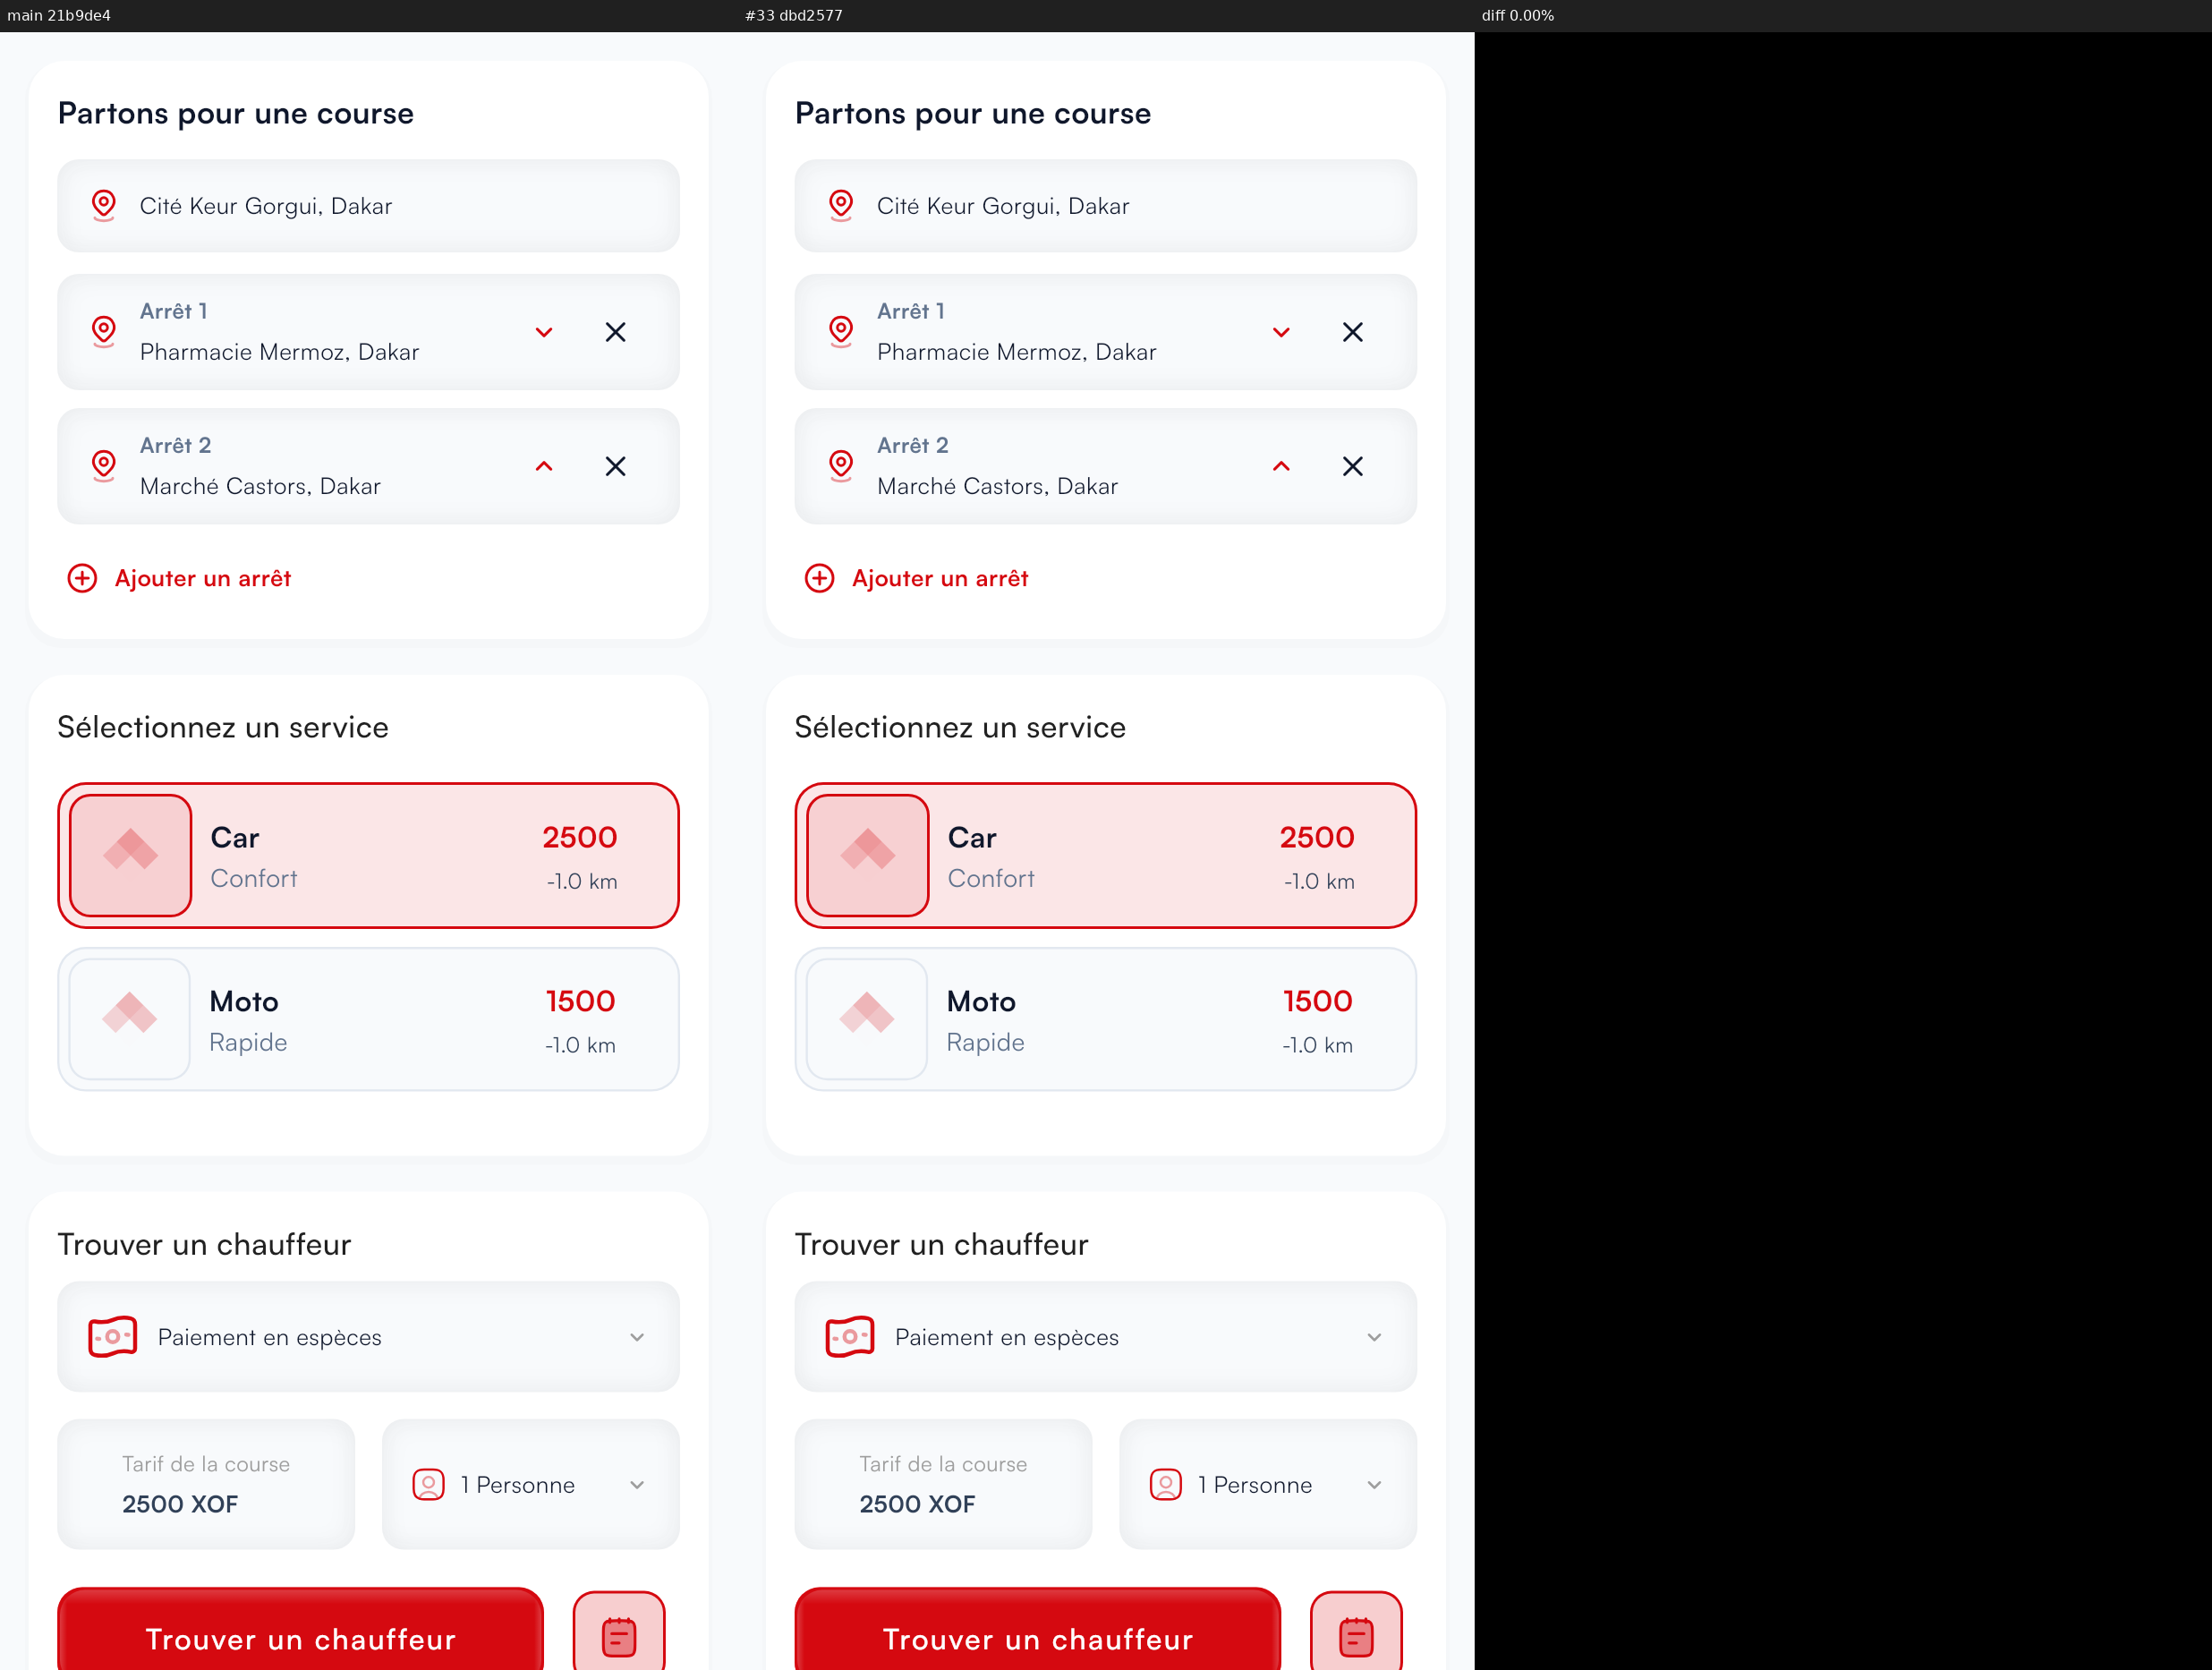 main 21b9de4
#33 dbd2577
diff 0.00%
Partons pour une course
Cité Keur Gorgui, Dakar
Arrêt 1
Pharmacie Mermoz, Dakar
Arrêt 2
Marché Castors, Dakar
Ajouter un arrêt
Sélectionnez un service
Car
2500
Confort
-1.0 km
Moto
1500
Rapide
-1.0 km
Trouver un chauffeur
Paiement en espèces
Tarif de la course
2500 XOF
1 Personne
Trouver un chauffeur
Partons pour une course
Cité Keur Gorgui, Dakar
Arrêt 1
Pharmacie Mermoz, Dakar
Arrêt 2
Marché Castors, Dakar
Ajouter un arrêt
Sélectionnez un service
Car
2500
Confort
-1.0 km
Moto
1500
Rapide
-1.0 km
Trouver un chauffeur
Paiement en espèces
Tarif de la course
2500 XOF
1 Personne
Trouver un chauffeur